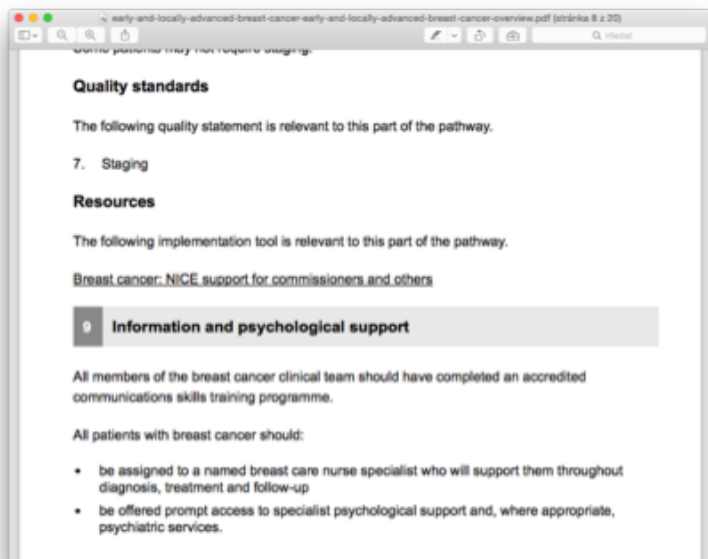 early-and-locally-advanced-breast-cancer-early-and-locally-advanced-breast-cancer-overview.pdf (stránka 8 z 20)
Hledat
Some patients may not require staging.
Quality standards
The following quality statement is relevant to this part of the pathway.
7. Staging
Resources
The following implementation tool is relevant to this part of the pathway.
Breast cancer: NICE support for commissioners and others
9 Information and psychological support
All members of the breast cancer clinical team should have completed an accredited
communications skills training programme.
All patients with breast cancer should:
• be assigned to a named breast care nurse specialist who will support them throughout
diagnosis, treatment and follow-up
• be offered prompt access to specialist psychological support and, where appropriate,
psychiatric services.